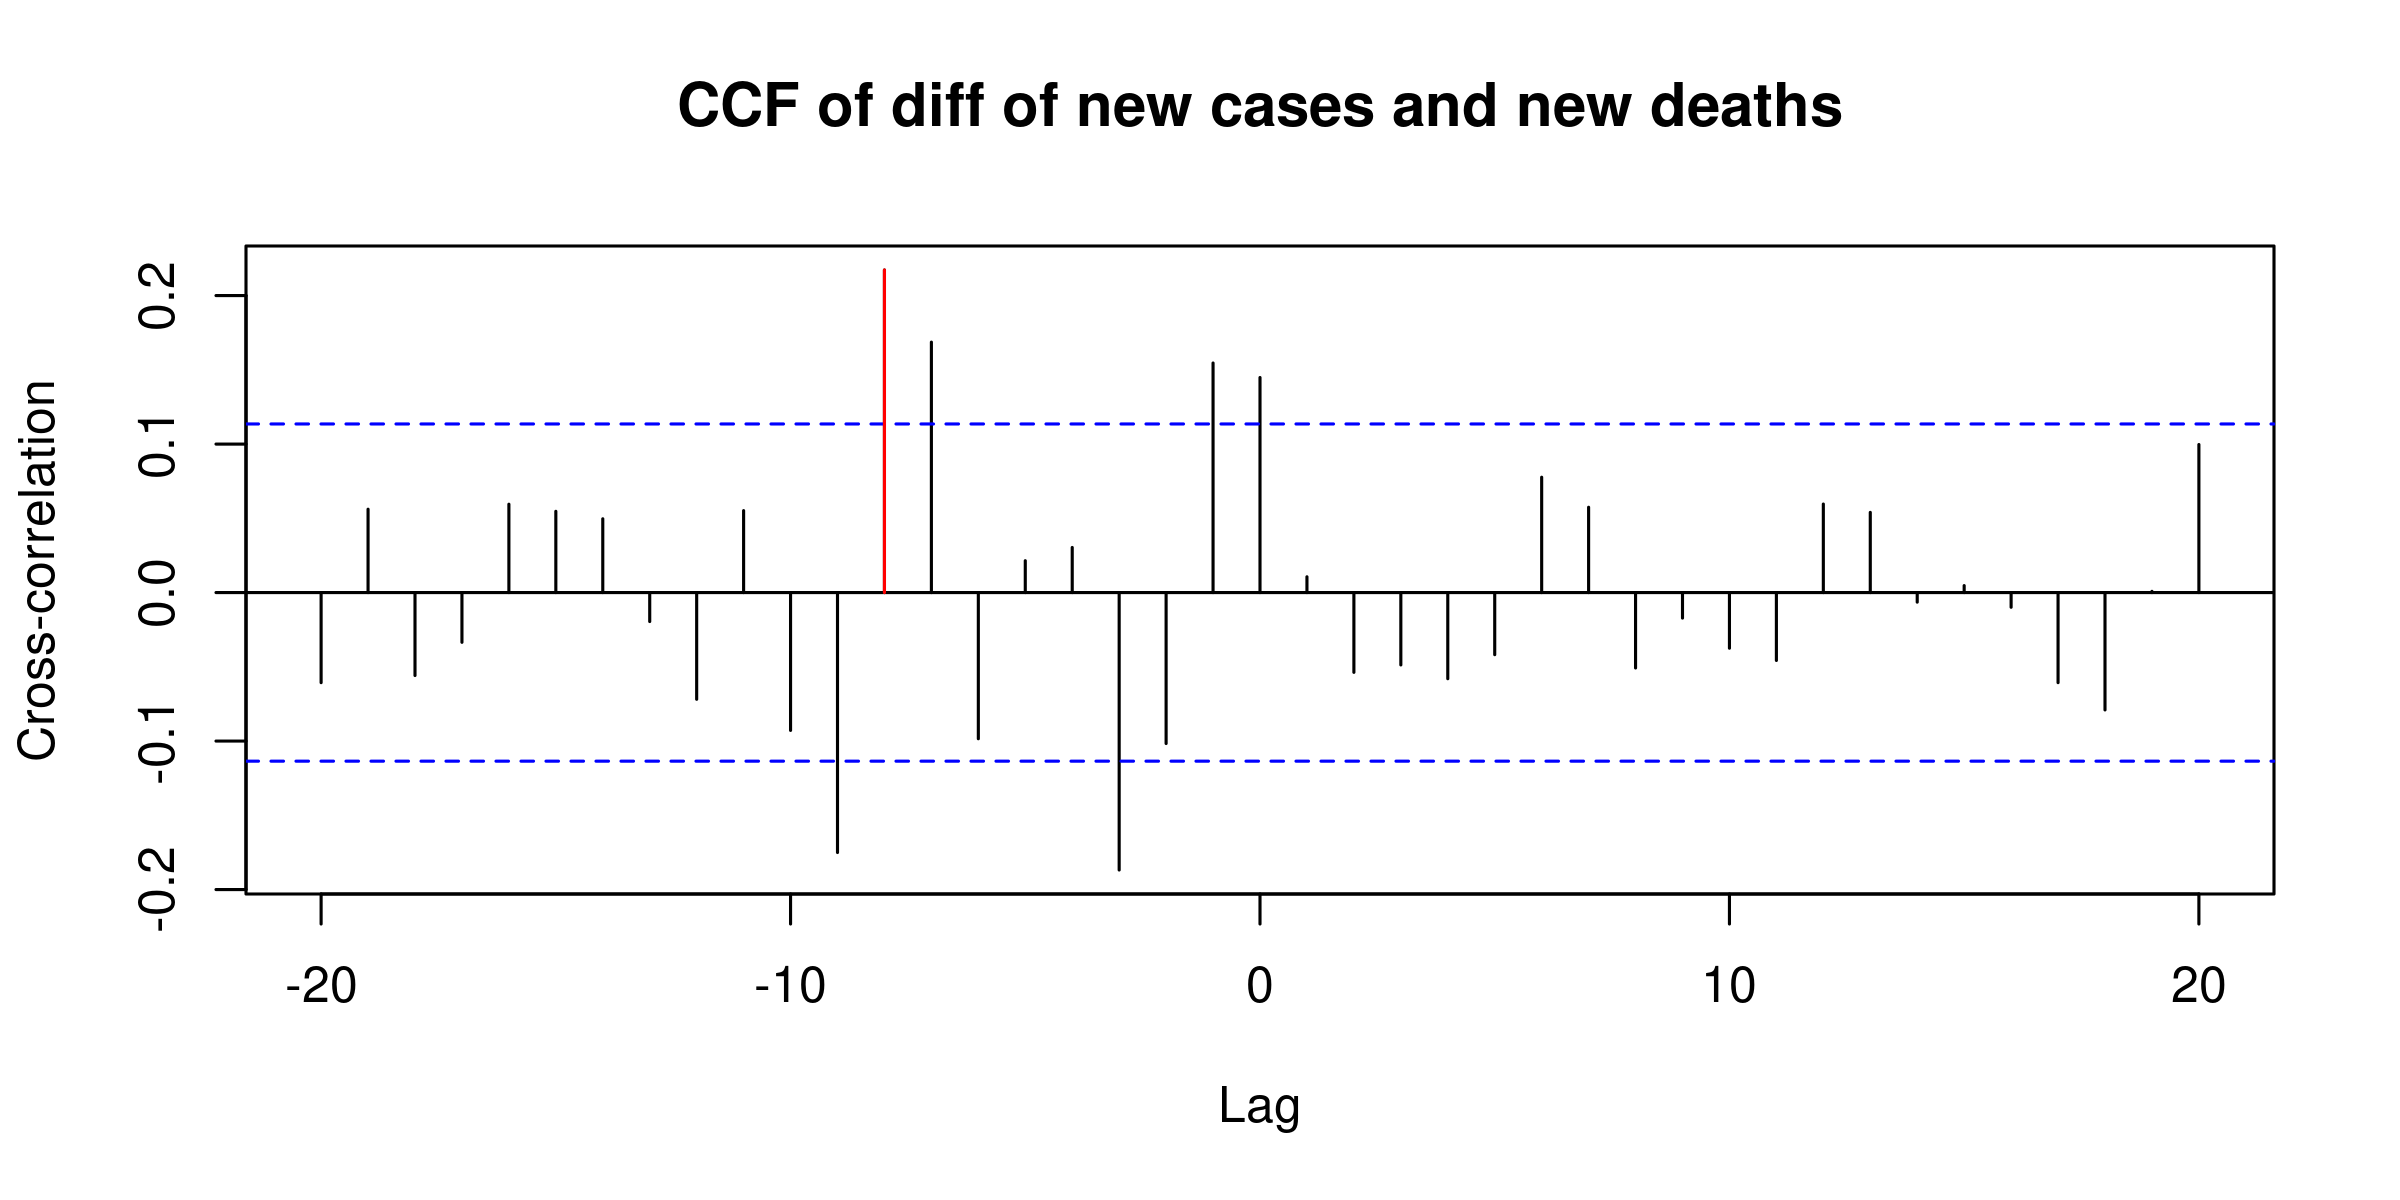 CCF of diff of new cases and new deaths
Cross-correlation
0.2
0.1
0.0
-0.1
-0.2
-20 -10 0 10 20
Lag